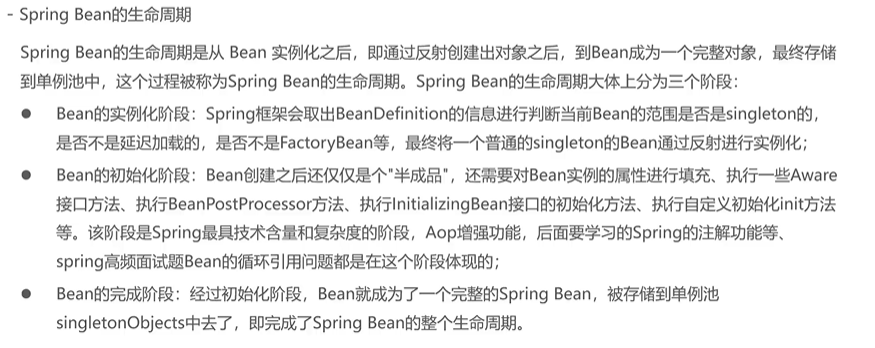 - Spring Bean的生命周期
Spring Bean的生命周期是从 Bean 实例化之后，即通过反射创建出对象之后，到Bean成为一个完整对象，最终存储
到单例池中，这个过程被称为Spring Bean的生命周期。Spring Bean的生命周期大体上分为三个阶段：
● Bean的实例化阶段：Spring框架会取出BeanDefinition的信息进行判断当前Bean的范围是否是singleton的，
是否不是延迟加载的，是否不是FactoryBean等，最终将一个普通的singleton的Bean通过反射进行实例化；
● Bean的初始化阶段：Bean创建之后还仅仅是个"半成品"，还需要对Bean实例的属性进行填充、执行一些Aware
接口方法、执行BeanPostProcessor方法、执行InitializingBean接口的初始化方法、执行自定义初始化init方法
等。该阶段是Spring最具技术含量和复杂度的阶段，Aop增强功能，后面要学习的Spring的注解功能等、
spring高频面试题Bean的循环引用问题都是在这个阶段体现的；
● Bean的完成阶段：经过初始化阶段，Bean就成为了一个完整的Spring Bean，被存储到单例池
singletonObjects中去了，即完成了Spring Bean的整个生命周期。